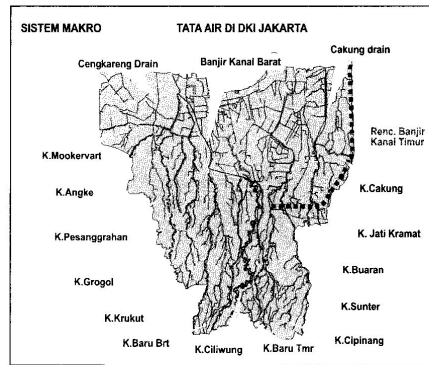 SISTEM MAKRO TATA AIR DI DKI JAKARTA
Cakung drain
Cengkareng Drain
Banjir Kanal Barat
Renc. Banjir
Kanal Timur
K.Mookervart
K.Angke
K.Cakung
K.Pesanggrahan
K. Jati Kramat
K.Grogol
K.Buaran
K.Krukut
K.Sunter
K.Baru Brt
K.Ciliwung
K.Baru Tmr
K.Cipinang